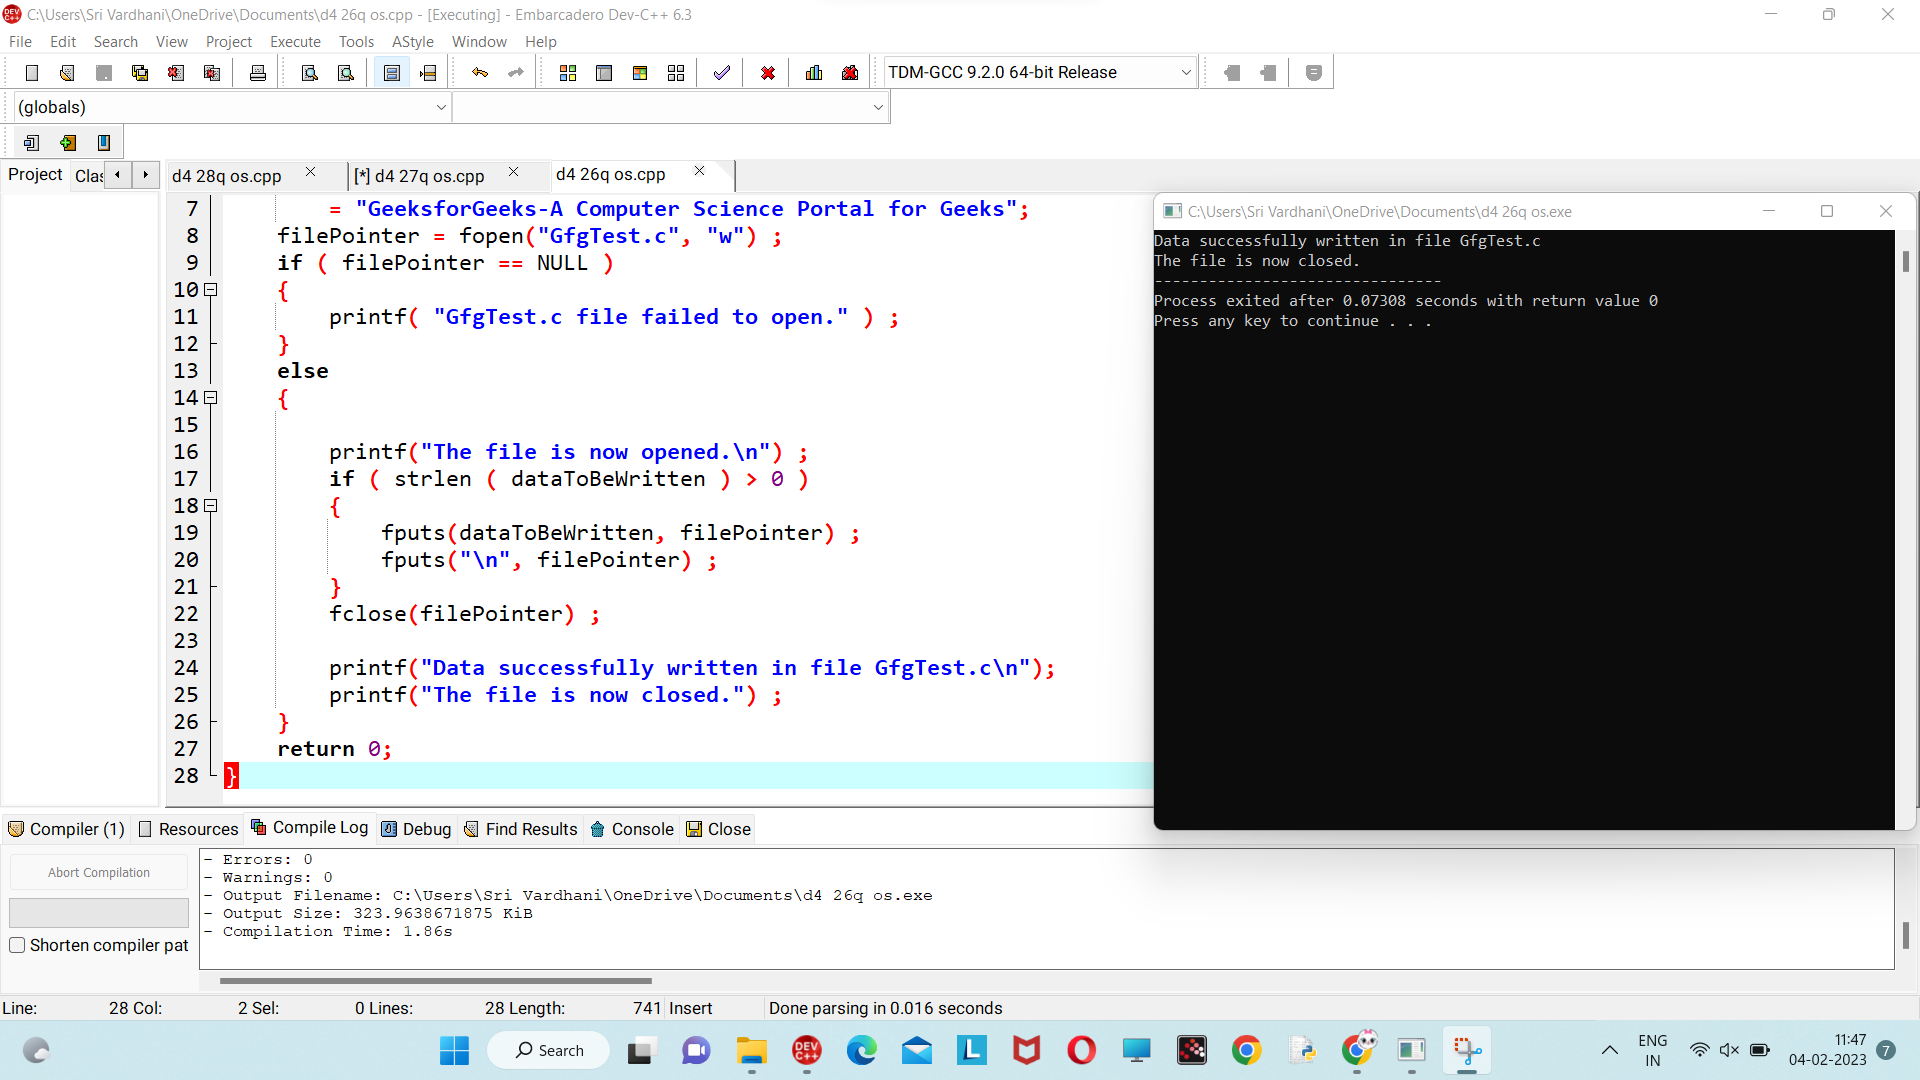 C:\Users\Sri Vardhani\OneDrive\Documents\d4 26q os.cpp - [Executing] - Embarcadero Dev-C++ 6.3
File Edit Search View Project Execute Tools AStyle Window Help
TDM-GCC 9.2.0 64-bit Release
(globals)
Project Clas
d4 28q os.cpp [*] d4 27q os.cpp d4 26q os.cpp
7 = "GeeksforGeeks-A Computer Science Portal for Geeks";
8 filePointer = fopen("GfgTest.c", "w") ;
9 if ( filePointer == NULL )
10 {
11 printf( "GfgTest.c file failed to open." ) ;
12 }
13 else
14 {
15
16 printf("The file is now opened.\n") ;
17 if ( strlen ( dataToBeWritten ) > 0 )
18 {
19 fputs(dataToBeWritten, filePointer) ;
20 fputs("\n", filePointer) ;
21 }
22 fclose(filePointer) ;
23
24 printf("Data successfully written in file GfgTest.c\n");
25 printf("The file is now closed.") ;
26 }
27 return 0;
28 }
C:\Users\Sri Vardhani\OneDrive\Documents\d4 26q os.exe
Data successfully written in file GfgTest.c
The file is now closed.
--------------------------------
Process exited after 0.07308 seconds with return value 0
Press any key to continue . . .
Compiler (1) Resources Compile Log Debug Find Results Console Close
Abort Compilation
Shorten compiler pat
- Errors: 0
- Warnings: 0
- Output Filename: C:\Users\Sri Vardhani\OneDrive\Documents\d4 26q os.exe
- Output Size: 323.9638671875 KiB
- Compilation Time: 1.86s
Line: 28 Col: 2 Sel: 0 Lines: 28 Length: 741 Insert Done parsing in 0.016 seconds
Search
DEV C++
L
ENG
IN
11:47
04-02-2023
7